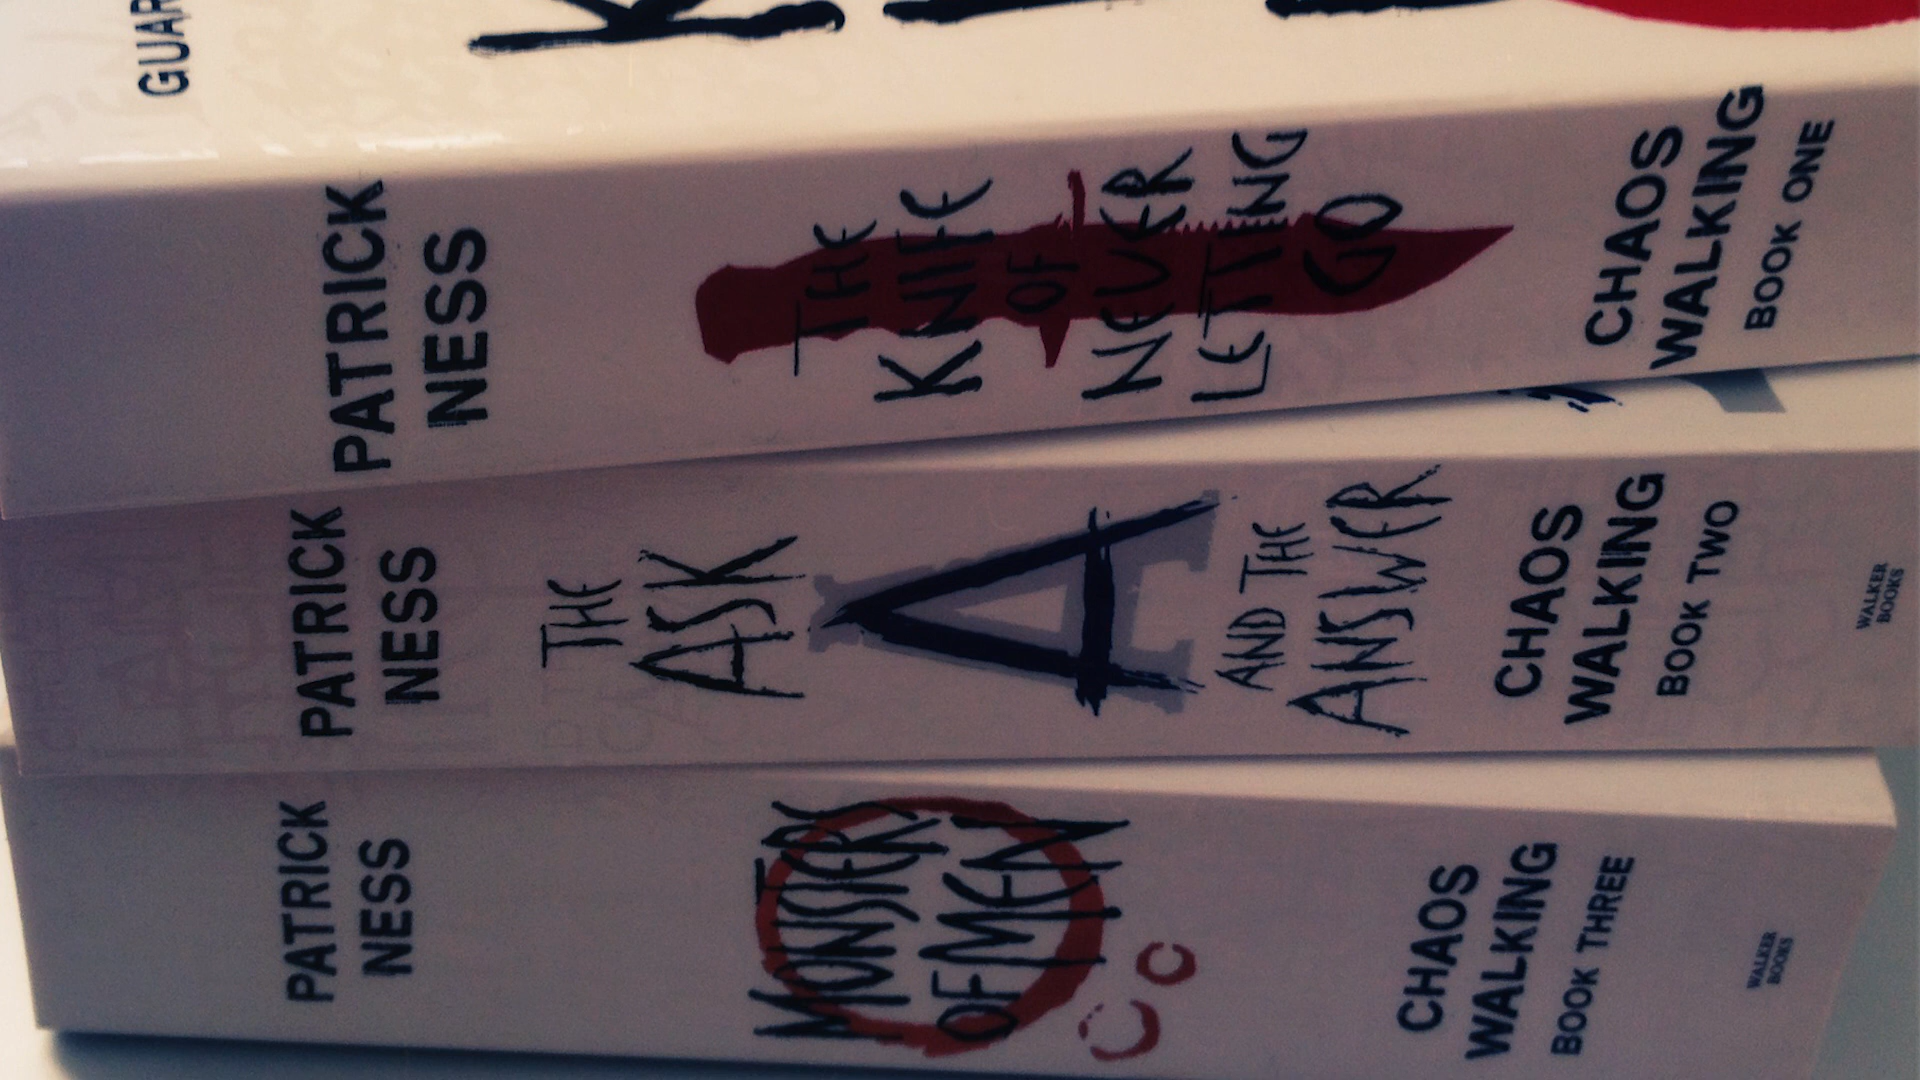 GUAR
PATRICK
NESS
THE
KNIFE
OF
NEVER
LETTING
GO
CHAOS
WALKING
BOOK ONE
PATRICK
NESS
THE
ASK
A
AND THE
ANSWER
CHAOS
WALKING
BOOK TWO
WALKER
BOOKS
PATRICK
NESS
MONSTERS
OF MEN
CHAOS
WALKING
BOOK THREE
WALKER
BOOKS